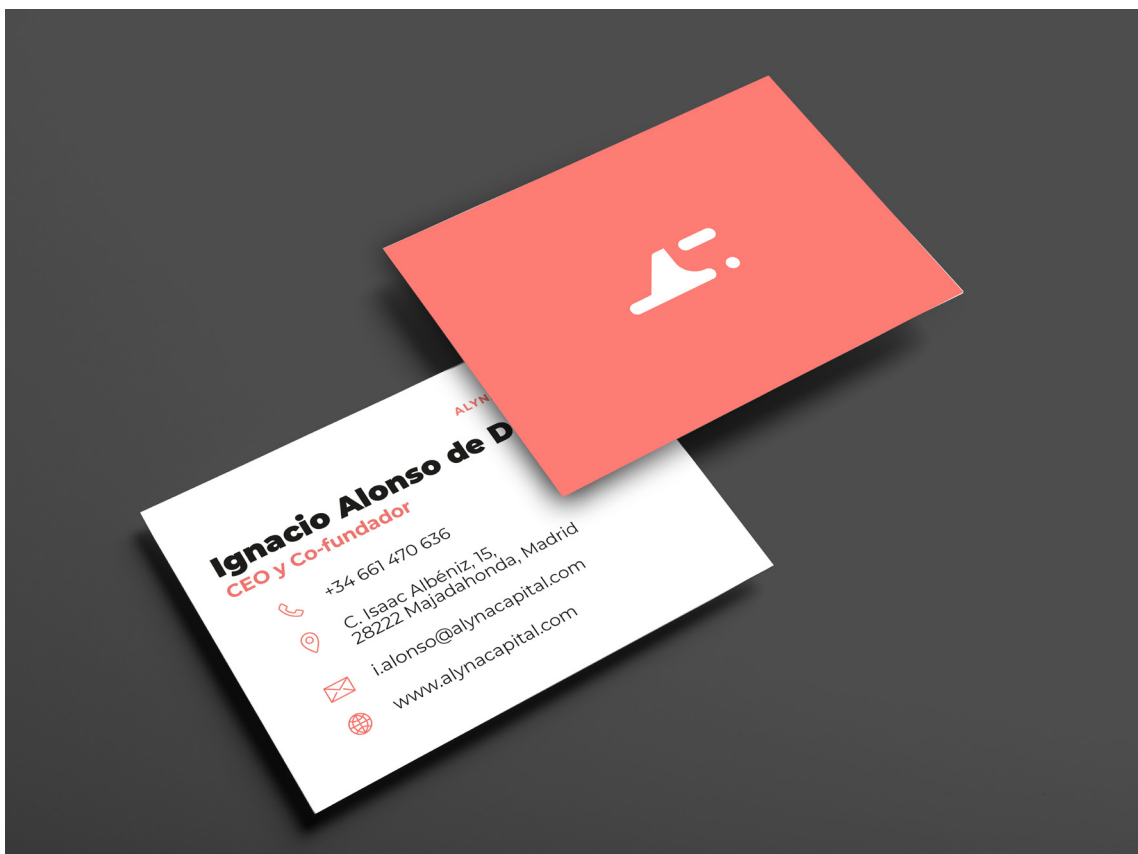 Ignacio Alonso de
CEO y Co-fundador
+34 661 470 636
C. Isaac Albéniz, 15,
28222 Majadahonda, Madrid
i.alonso@alynacapital.com
www.alynacapital.com